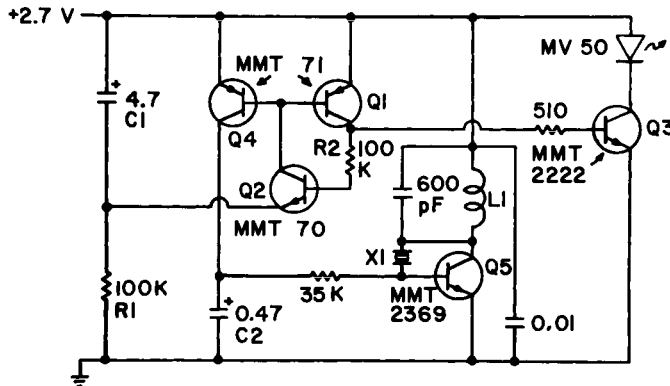 +2.7 V
MV 50
MMT 71
4.7
C1
Q4
Q1
510
Q3
R2 100
K
MMT
2222
Q2
MMT 70
600
pF
L1
X1
Q5
100K
R1
0.47
C2
35K
MMT
2369
0.01